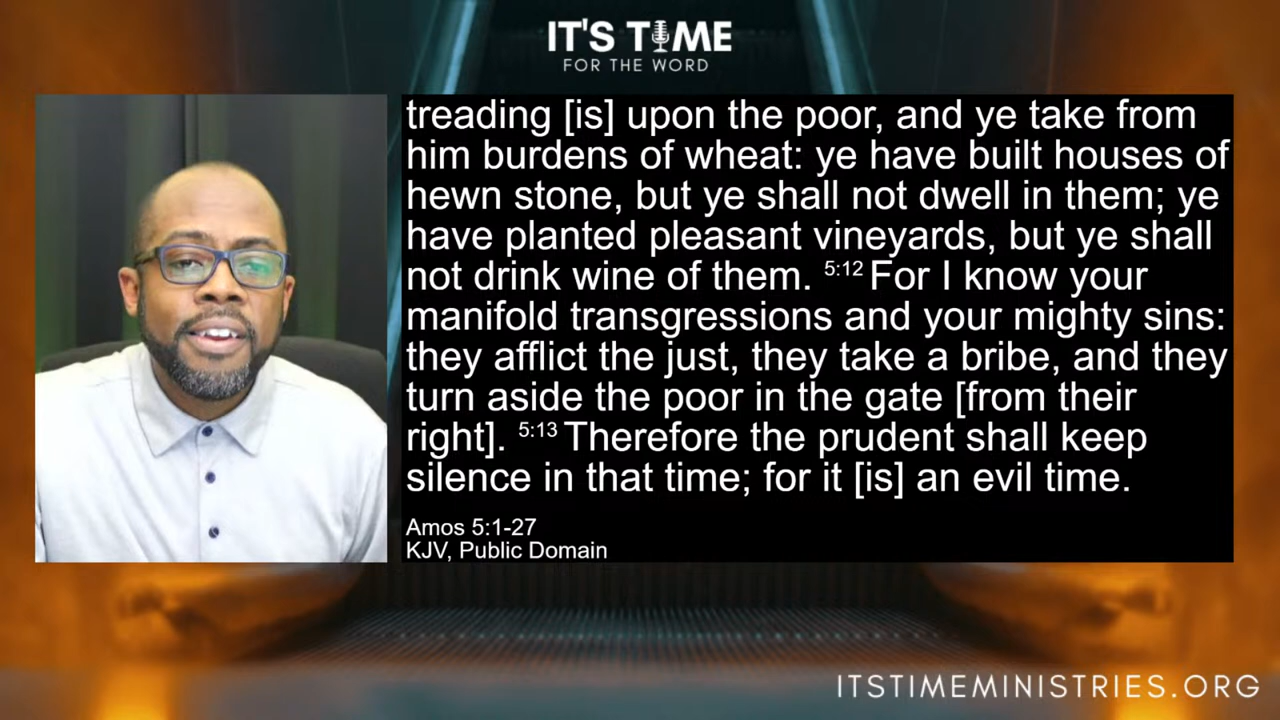 IT'S TIME
FOR THE WORD
treading [is] upon the poor, and ye take from
him burdens of wheat: ye have built houses of
hewn stone, but ye shall not dwell in them; ye
have planted pleasant vineyards, but ye shall
not drink wine of them. 5:12 For I know your
manifold transgressions and your mighty sins:
they afflict the just, they take a bribe, and they
turn aside the poor in the gate [from their
right]. 5:13 Therefore the prudent shall keep
silence in that time; for it [is] an evil time.
Amos 5:1-27
KJV, Public Domain
ITSTIMEMINISTRIES.ORG